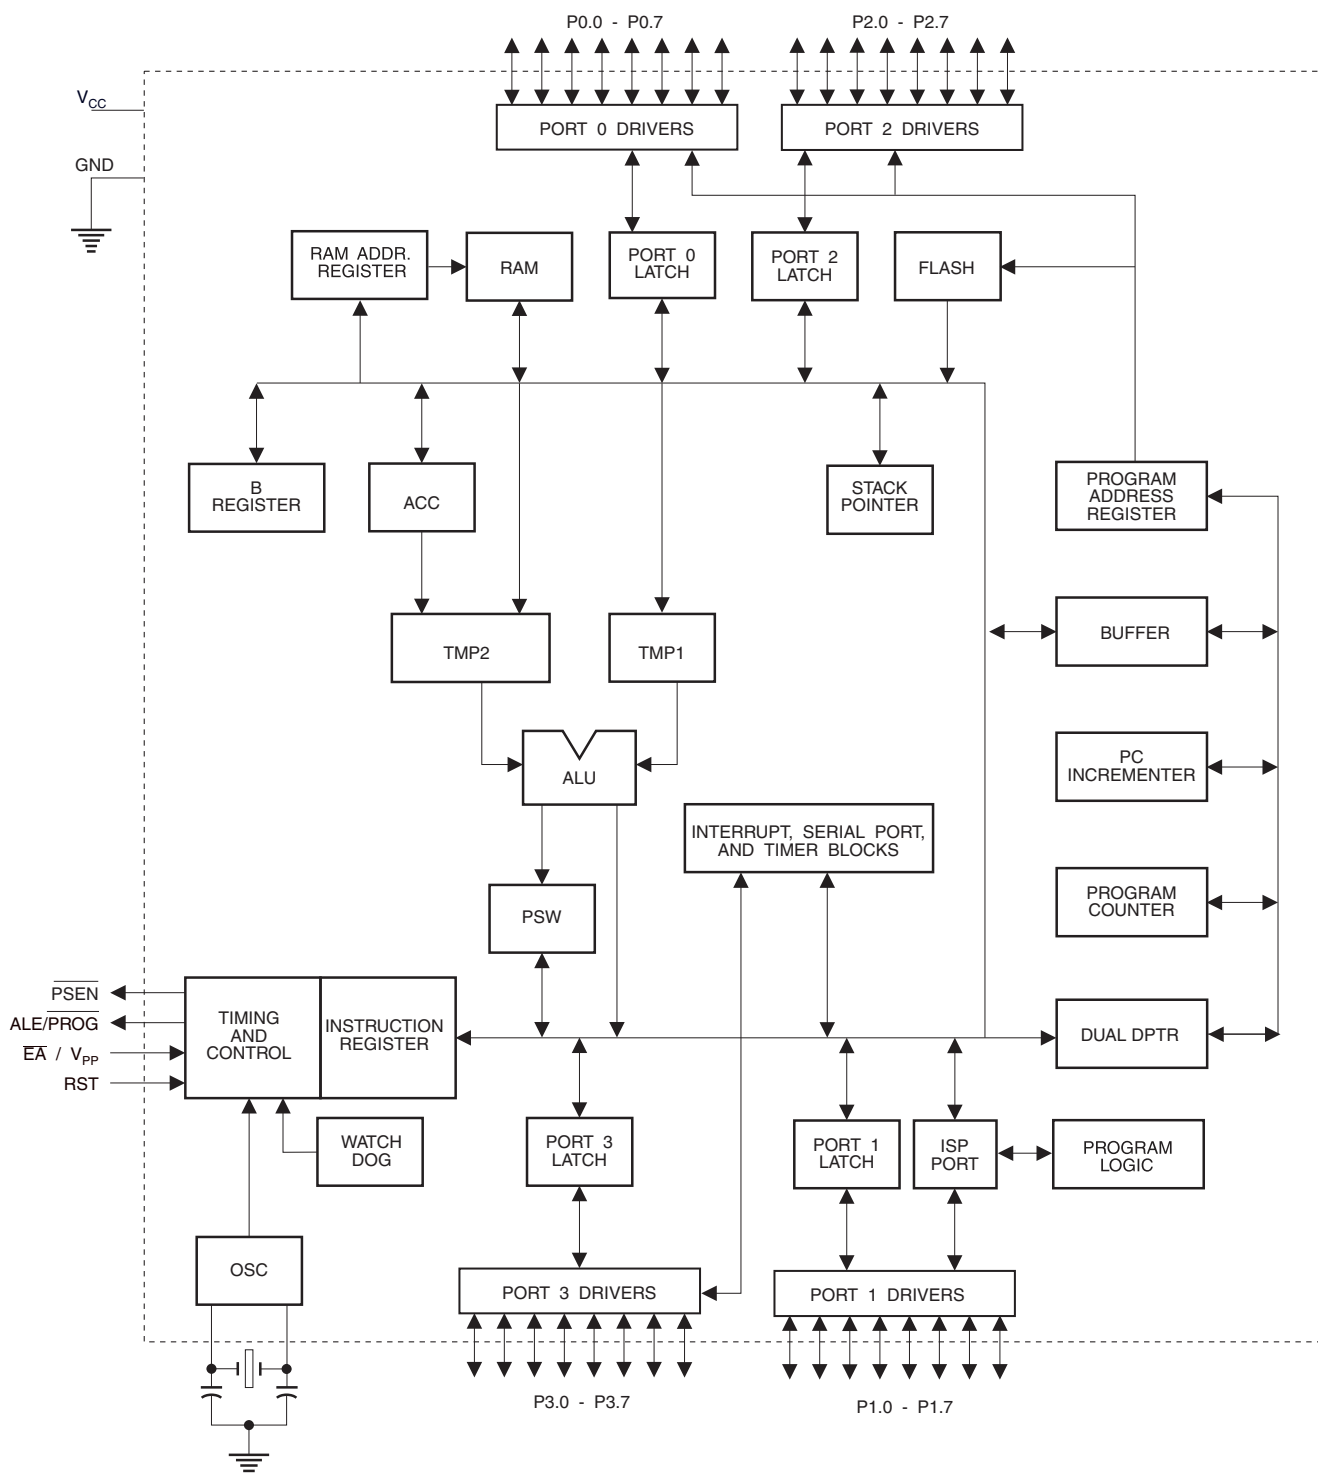 P0.0 - P0.7
P2.0 - P2.7
VCC
PORT 0 DRIVERS
PORT 2 DRIVERS
GND
RAM ADDR.
REGISTER
RAM
PORT 0
LATCH
PORT 2
LATCH
FLASH
B
REGISTER
ACC
STACK
POINTER
PROGRAM
ADDRESS
REGISTER
TMP2
TMP1
BUFFER
ALU
PC
INCREMENTER
INTERRUPT, SERIAL PORT,
AND TIMER BLOCKS
PSW
PROGRAM
COUNTER
PSEN
ALE/PROG
EA / VPP
RST
TIMING
AND
CONTROL
INSTRUCTION
REGISTER
DUAL DPTR
WATCH
DOG
PORT 3
LATCH
PORT 1
LATCH
ISP
PORT
PROGRAM
LOGIC
OSC
PORT 3 DRIVERS
PORT 1 DRIVERS
P3.0 - P3.7
P1.0 - P1.7